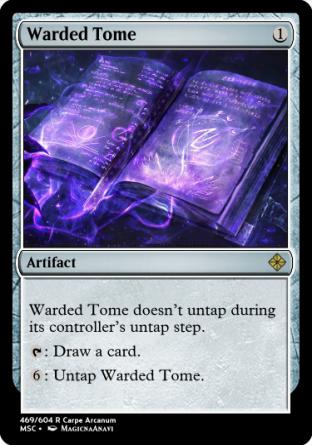 Warded Tome 1
Artifact
Warded Tome doesn't untap during
its controller's untap step.
: Draw a card.
6 : Untap Warded Tome.
469/604 R Carpe Arcanum
MSC • MagicnaAnavi